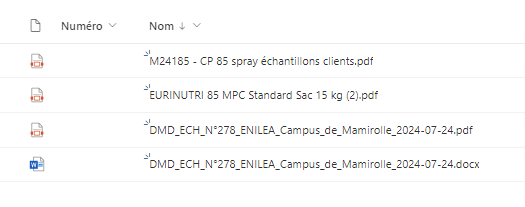 Numéro Nom
M24185 - CP 85 spray échantillons clients.pdf
EURINUTRI 85 MPC Standard Sac 15 kg (2).pdf
DMD_ECH_N°278_ENILEA_Campus_de_Mamirolle_2024-07-24.pdf
DMD_ECH_N°278_ENILEA_Campus_de_Mamirolle_2024-07-24.docx